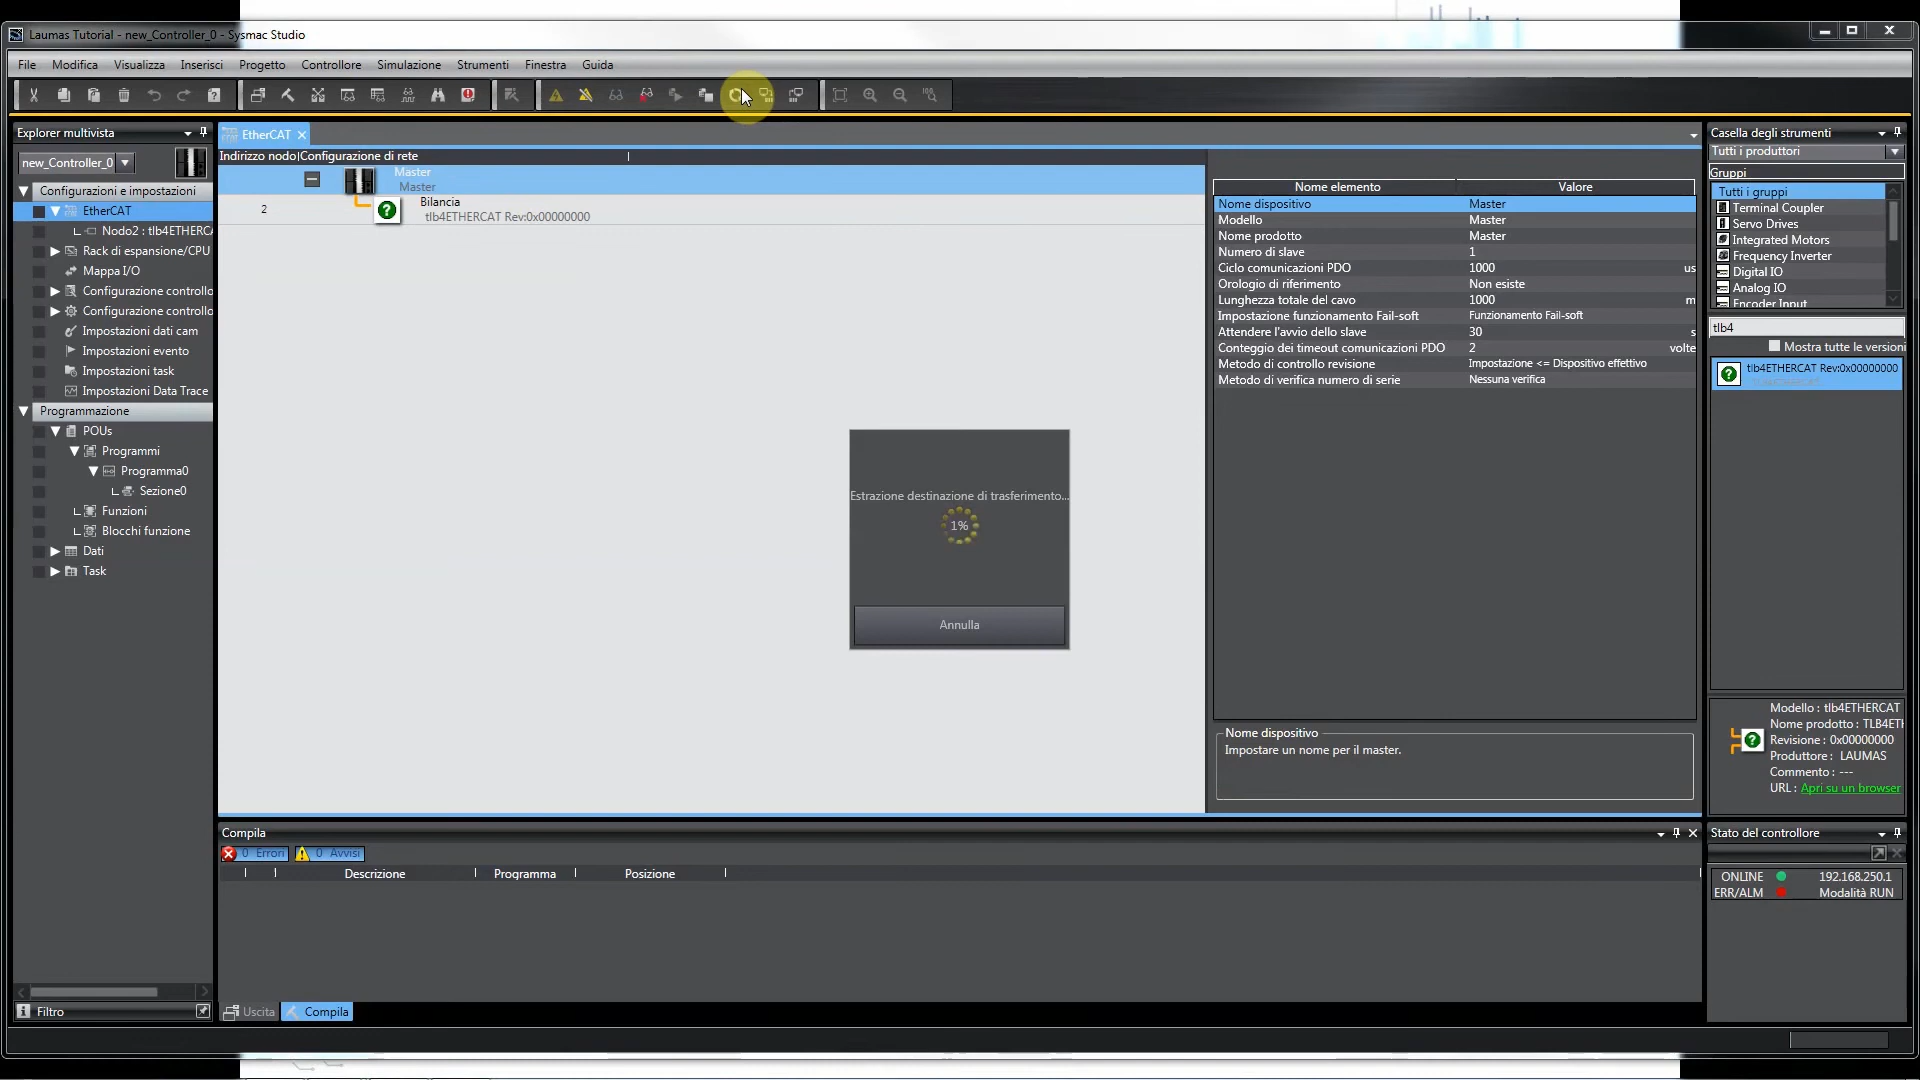 Laumas Tutorial - new_Controller_0 - Sysmac Studio
File Modifica Visualizza Inserisci Progetto Controllore Simulazione Strumenti Finestra Guida
Explorer multivista
new_Controller_0
Configurazioni e impostazioni
EtherCAT
Nodo2 : tlb4ETHERCA
Rack di espansione/CPU
Mappa I/O
Configurazione controllo
Configurazione controllo
Impostazioni dati cam
Impostazioni evento
Impostazioni task
Impostazioni Data Trace
Programmazione
POUs
Programmi
Programma0
Sezione0
Funzioni
Blocchi funzione
Dati
Task
Filtro
EtherCAT
Indirizzo nodo Configurazione di rete
Master
Master
2
Bilancia
tlb4ETHERCAT Rev:0x00000000
Estrazione destinazione di trasferimento...
1%
Annulla
Nome elemento Valore
Nome dispositivo Master
Modello Master
Nome prodotto Master
Numero di slave 1
Ciclo comunicazioni PDO 1000 us
Orologio di riferimento Non esiste
Lunghezza totale del cavo 1000 m
Impostazione funzionamento Fail-soft Funzionamento Fail-soft
Attendere l'avvio dello slave 30 s
Conteggio dei timeout comunicazioni PDO 2 volte
Metodo di controllo revisione Impostazione <= Dispositivo effettivo
Metodo di verifica numero di serie Nessuna verifica
Nome dispositivo
Impostare un nome per il master.
Compila
0 Errori 0 Avvisi
Descrizione Programma Posizione
Uscita Compila
Casella degli strumenti
Tutti i produttori
Gruppi
Tutti i gruppi
Terminal Coupler
Servo Drives
Integrated Motors
Frequency Inverter
Digital IO
Analog IO
Encoder Input
tlb4
Mostra tutte le versioni
tlb4ETHERCAT Rev:0x00000000
Modello : tlb4ETHERCAT
Nome prodotto : TLB4ETH
Revisione : 0x00000000
Produttore : LAUMAS
Commento : ---
URL : Apri su un browser
Stato del controllore
ONLINE 192.168.250.1
ERR/ALM Modalità RUN